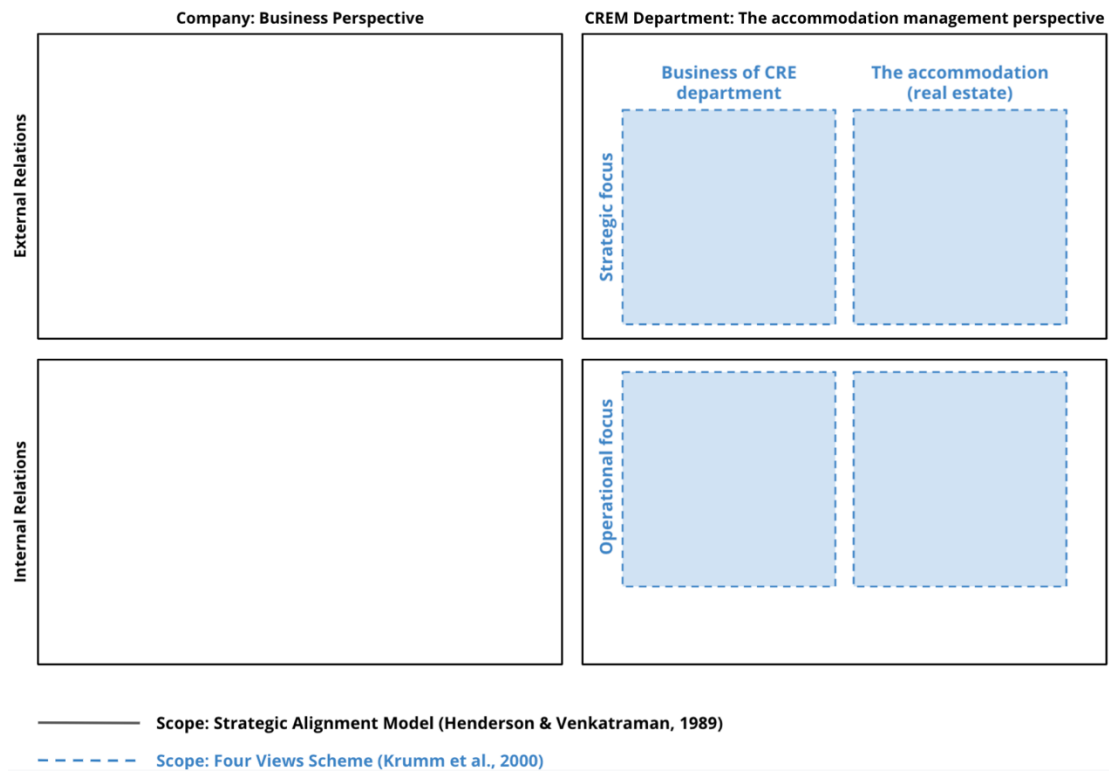 Company: Business Perspective
CREM Department: The accommodation management perspective
External Relations
Business of CRE
department
The accommodation
(real estate)
Strategic focus
Internal Relations
Operational focus
Scope: Strategic Alignment Model (Henderson & Venkatraman, 1989)
Scope: Four Views Scheme (Krumm et al., 2000)